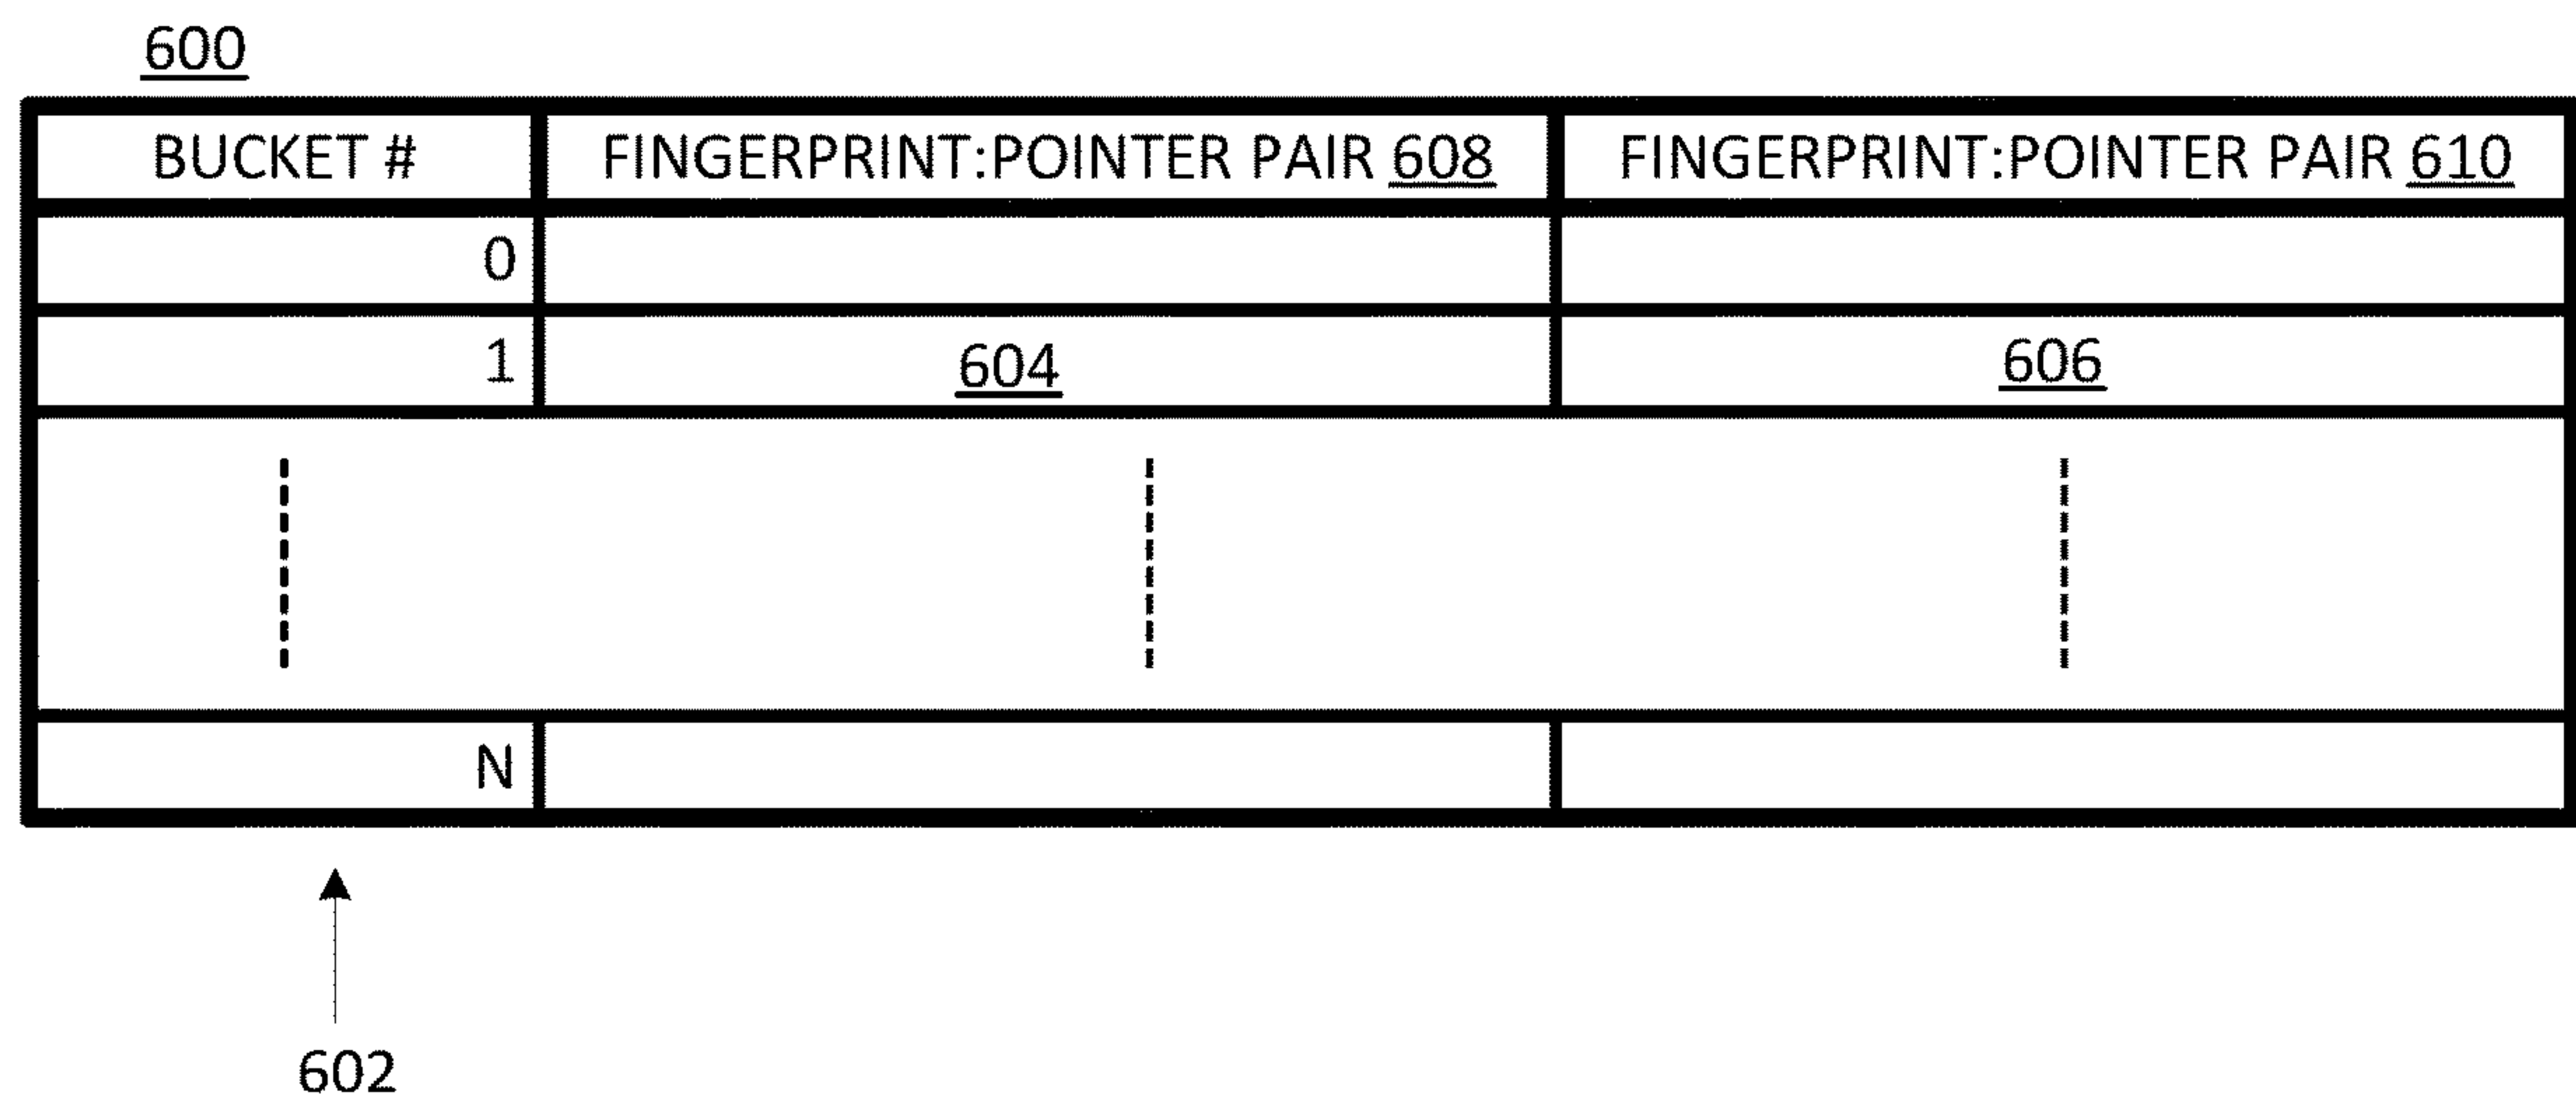 600
BUCKET # FINGERPRINT:POINTER PAIR 608 FINGERPRINT:POINTER PAIR 610
0
1 604 606
N
602